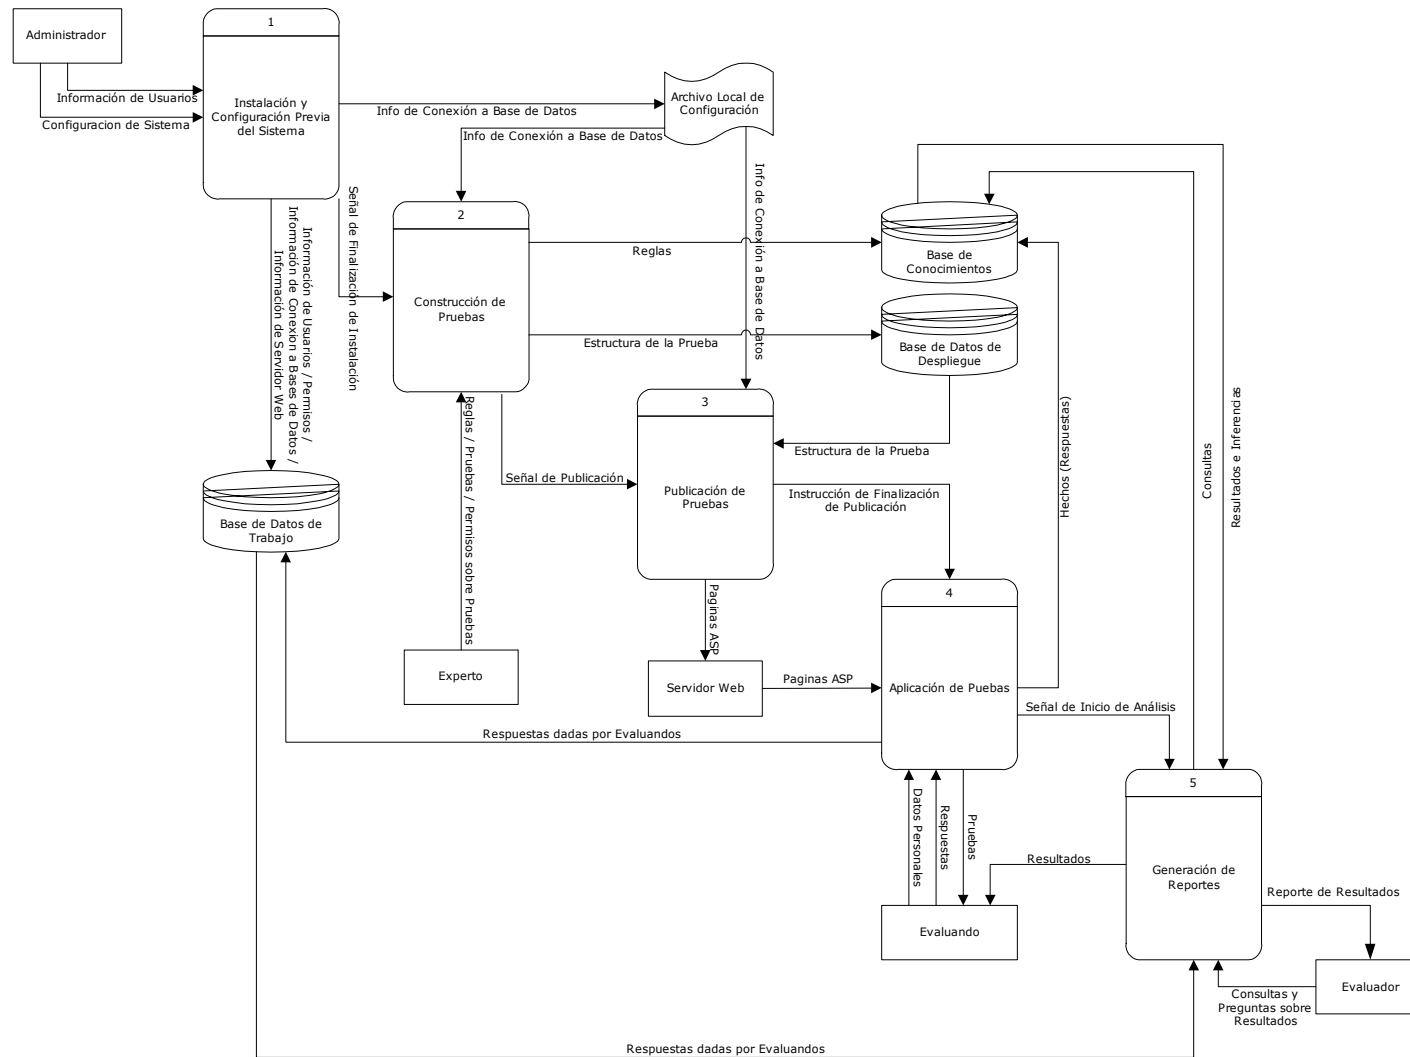 1
Administrador
Instalación y
Configuración Previa
del Sistema
Información de Usuarios
Configuracion de Sistema
Info de Conexión a Base de Datos
Archivo Local de
Configuración
Info de Conexión a Base de Datos
Info de Conexión a Base de Datos
Señal de Finalización de Instalación
Información de Usuarios / Permisos /
Información de Conexion a Bases de Datos /
Información de Servidor Web
2
Construcción de
Pruebas
Reglas
Base de
Conocimientos
Estructura de la Prueba
Base de Datos de
Despliegue
Reglas / Pruebas / Permisos sobre Pruebas
Señal de Publicación
3
Publicación de
Pruebas
Estructura de la Prueba
Instrucción de Finalización
de Publicación
Hechos (Respuestas)
Consultas
Resultados e Inferencias
Base de Datos de
Trabajo
Paginas ASP
Experto
Servidor Web
Paginas ASP
4
Aplicación de Puebas
Señal de Inicio de Análisis
Respuestas dadas por Evaluandos
Datos Personales
Respuestas
Pruebas
Resultados
5
Generación de
Reportes
Reporte de Resultados
Evaluando
Evaluador
Consultas y
Preguntas sobre
Resultados
Respuestas dadas por Evaluandos